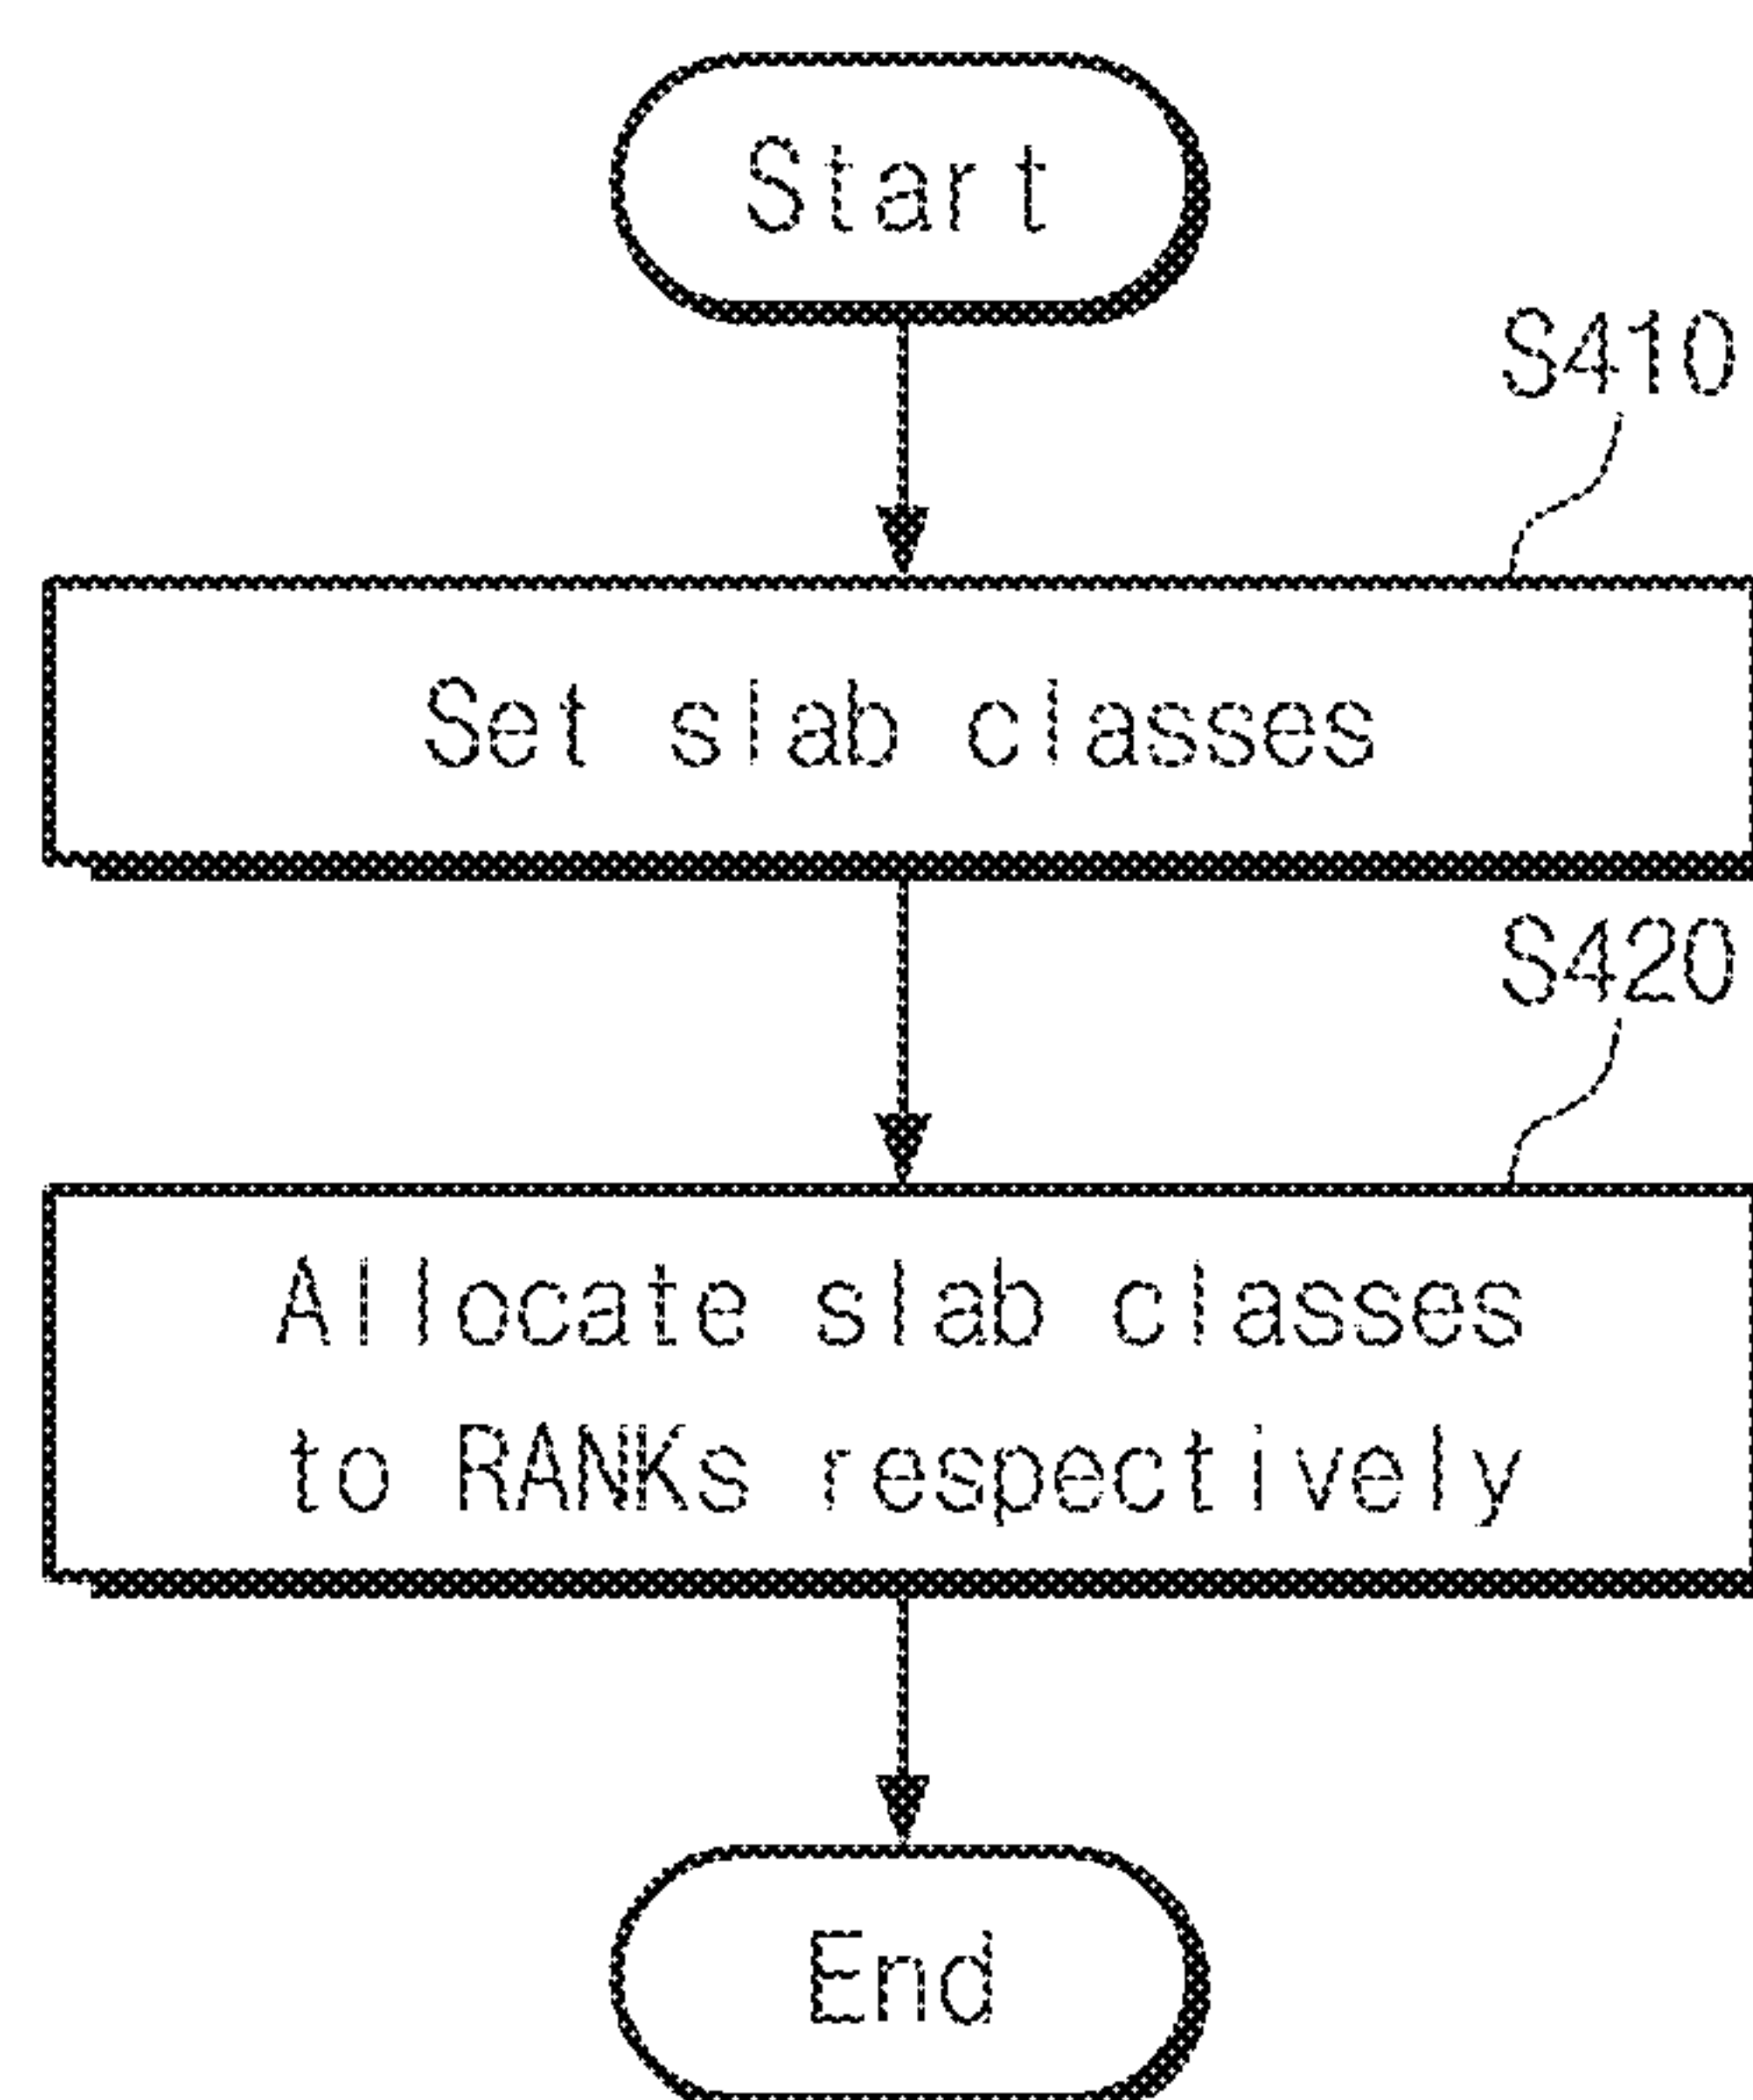 Start
S410
Set slab classes
S420
Allocate slab classes
to RANKs respectively
End